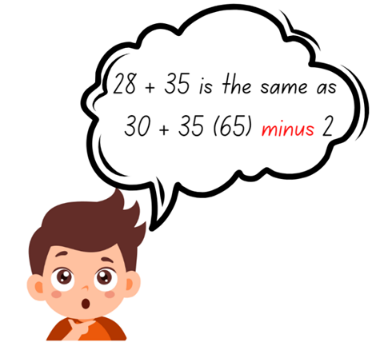 28 + 35 is the same as
30 + 35 (65) minus 2